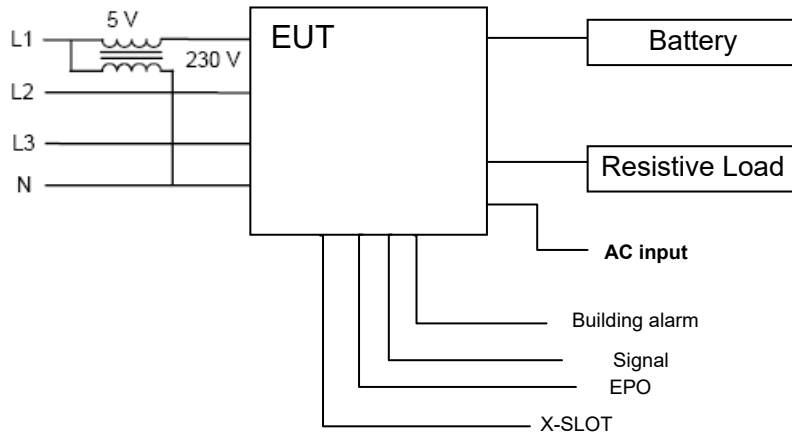 5 V
L1
230 V
L2
L3
N
EUT
Battery
Resistive Load
AC input
Building alarm
Signal
EPO
X-SLOT